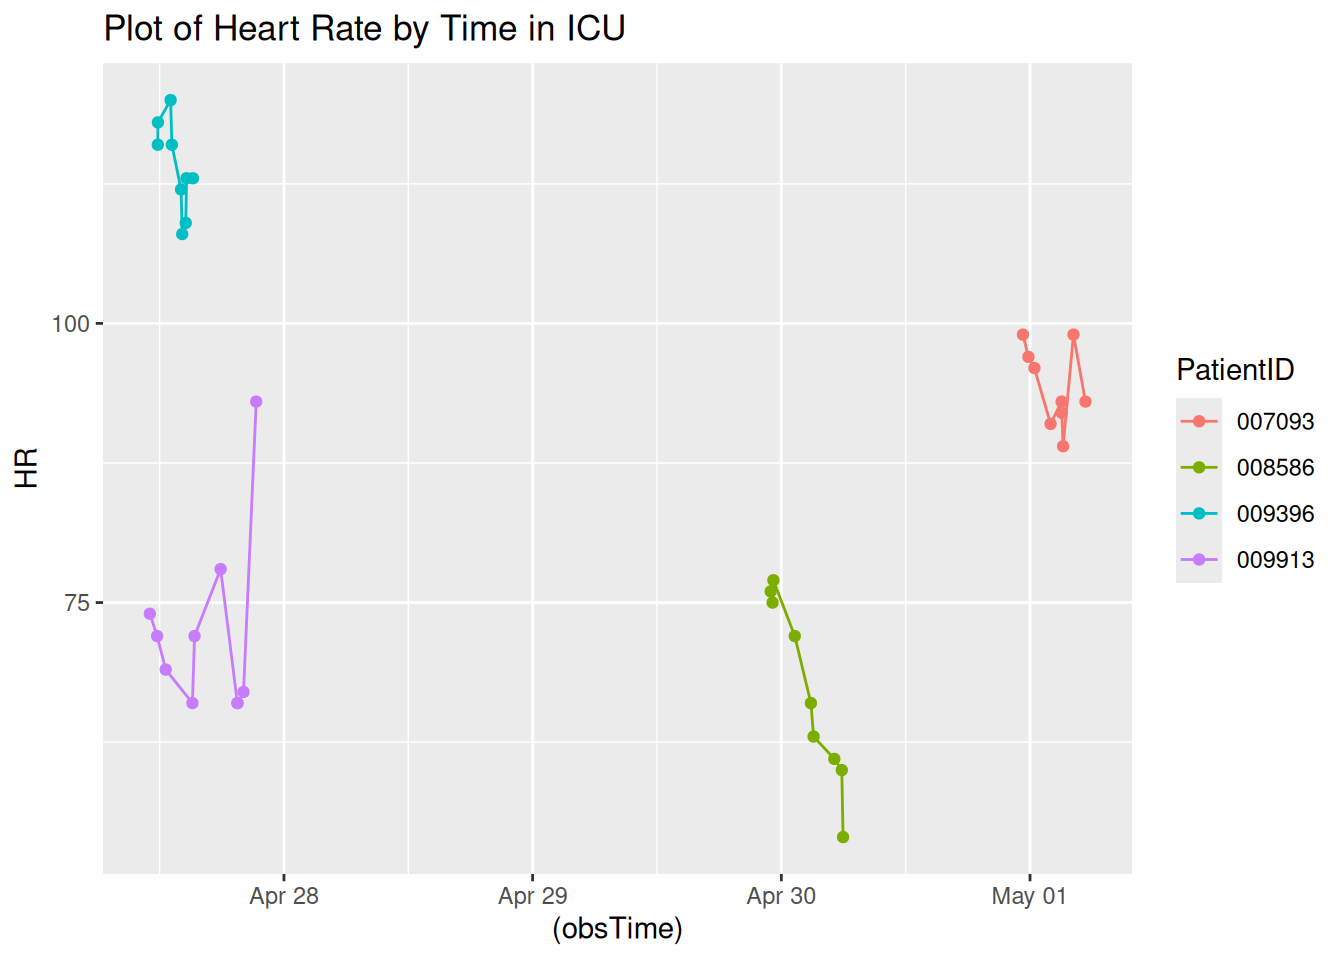 Plot of Heart Rate by Time in ICU
HR
100
75
Apr 28
Apr 29
Apr 30
May 01
(obsTime)
PatientID
007093
008586
009396
009913